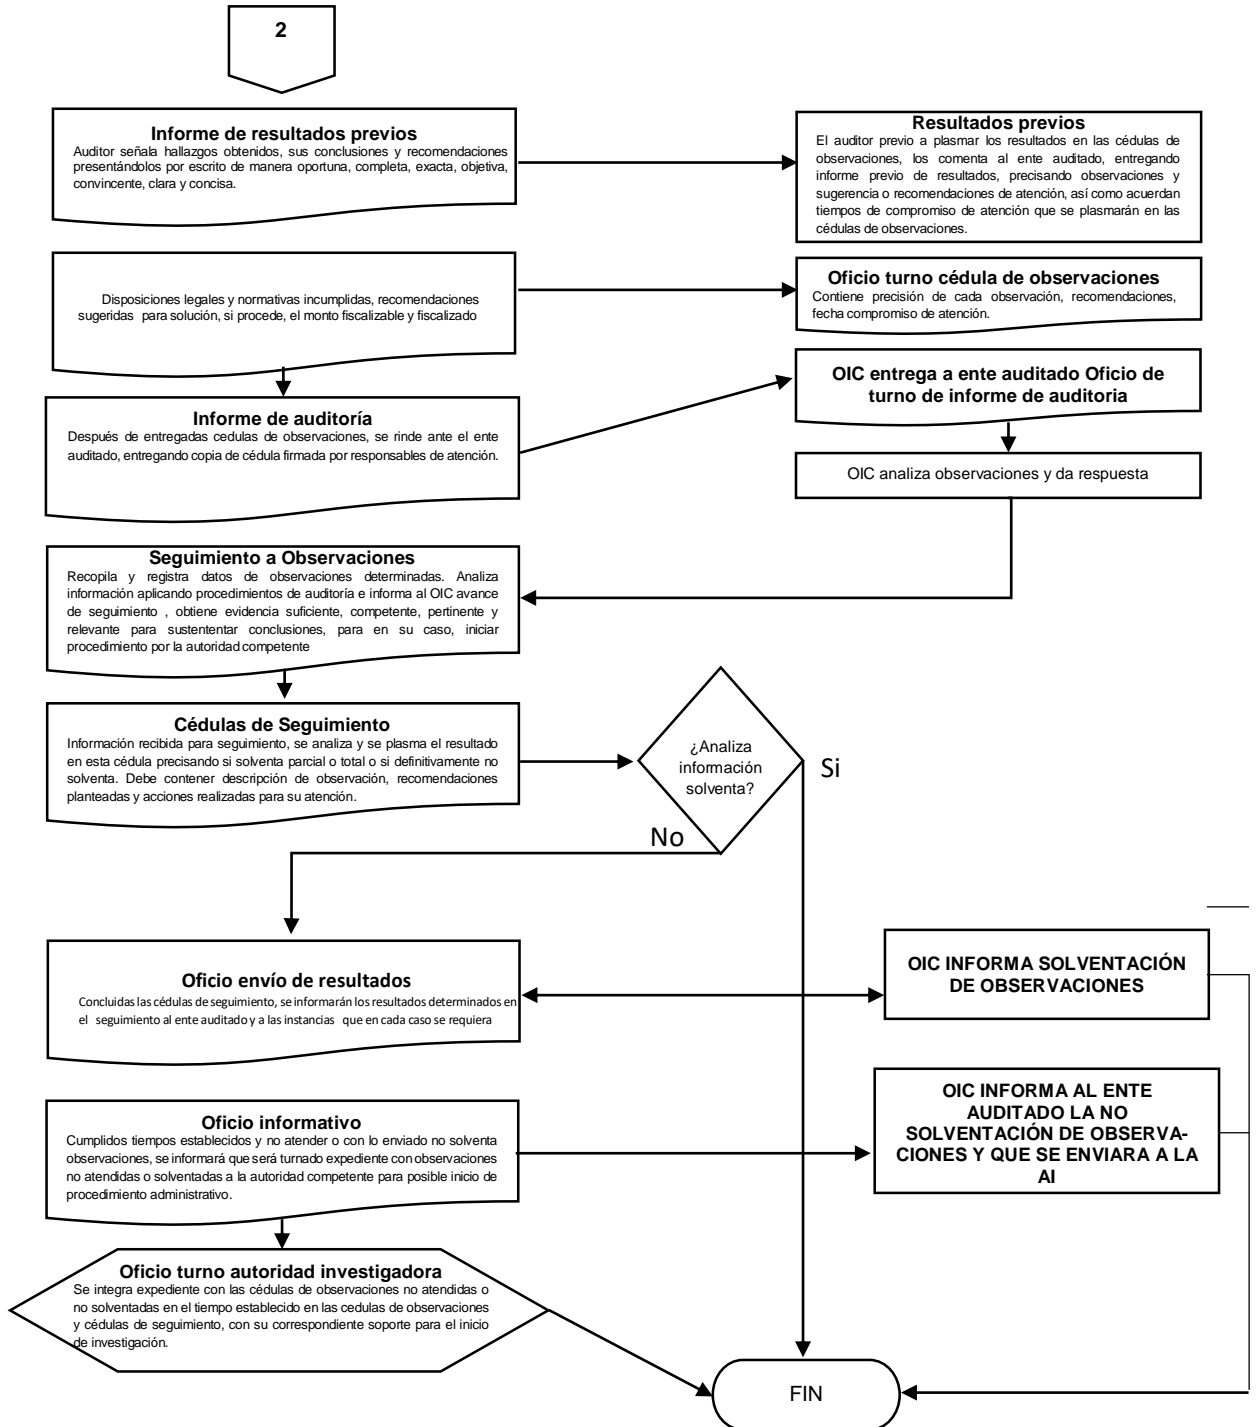 2
Informe de resultados previos
Auditor señala hallazgos obtenidos, sus conclusiones y recomendaciones
presentándolos por escrito de manera oportuna, completa, exacta, objetiva,
convincente, clara y concisa.
Resultados previos
El auditor previo a plasmar los resultados en las cédulas de
observaciones, los comenta al ente auditado, entregando
informe previo de resultados, precisando observaciones y
sugerencia o recomendaciones de atención, así como acuerdan
tiempos de compromiso de atención que se plasmarán en las
cédulas de observaciones.
Disposiciones legales y normativas incumplidas, recomendaciones
sugeridas para solución, si procede, el monto fiscalizable y fiscalizado
Oficio turno cédula de observaciones
Contiene precisión de cada observación, recomendaciones,
fecha compromiso de atención.
OIC entrega a ente auditado Oficio de
turno de informe de auditoria
Informe de auditoría
Después de entregadas cedulas de observaciones, se rinde ante el ente
auditado, entregando copia de cédula firmada por responsables de atención.
OIC analiza observaciones y da respuesta
Seguimiento a Observaciones
Recopila y registra datos de observaciones determinadas. Analiza
información aplicando procedimientos de auditoría e informa al OIC avance
de seguimiento , obtiene evidencia suficiente, competente, pertinente y
relevante para sustententar conclusiones, para en su caso, iniciar
procedimiento por la autoridad competente
Cédulas de Seguimiento
Información recibida para seguimiento, se analiza y se plasma el resultado
en esta cédula precisando si solventa parcial o total o si definitivamente no
solventa. Debe contener descripción de observación, recomendaciones
planteadas y acciones realizadas para su atención.
¿Analiza
información
solventa?
Si
No
Oficio envío de resultados
Concluidas las cédulas de seguimiento, se informarán los resultados determinados en
el seguimiento al ente auditado y a las instancias que en cada caso se requiera
OIC INFORMA SOLVENTACIÓN
DE OBSERVACIONES
Oficio informativo
Cumplidos tiempos establecidos y no atender o con lo enviado no solventa
observaciones, se informará que será turnado expediente con observaciones
no atendidas o solventadas a la autoridad competente para posible inicio de
procedimiento administrativo.
OIC INFORMA AL ENTE
AUDITADO LA NO
SOLVENTACIÓN DE OBSERVA-
CIONES Y QUE SE ENVIARA A LA
AI
Oficio turno autoridad investigadora
Se integra expediente con las cédulas de observaciones no atendidas o
no solventadas en el tiempo establecido en las cedulas de observaciones
y cédulas de seguimiento, con su correspondiente soporte para el inicio
de investigación.
FIN